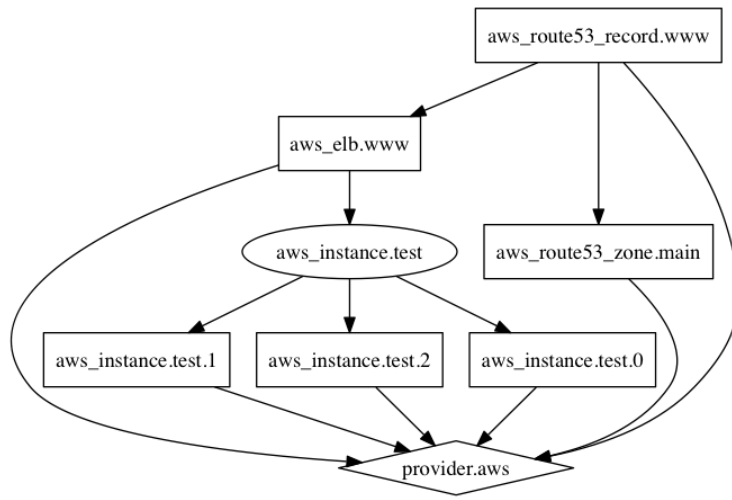 aws_route53_record.www
aws_elb.www
aws_instance.test
aws_route53_zone.main
aws_instance.test.1
aws_instance.test.2
aws_instance.test.0
provider.aws